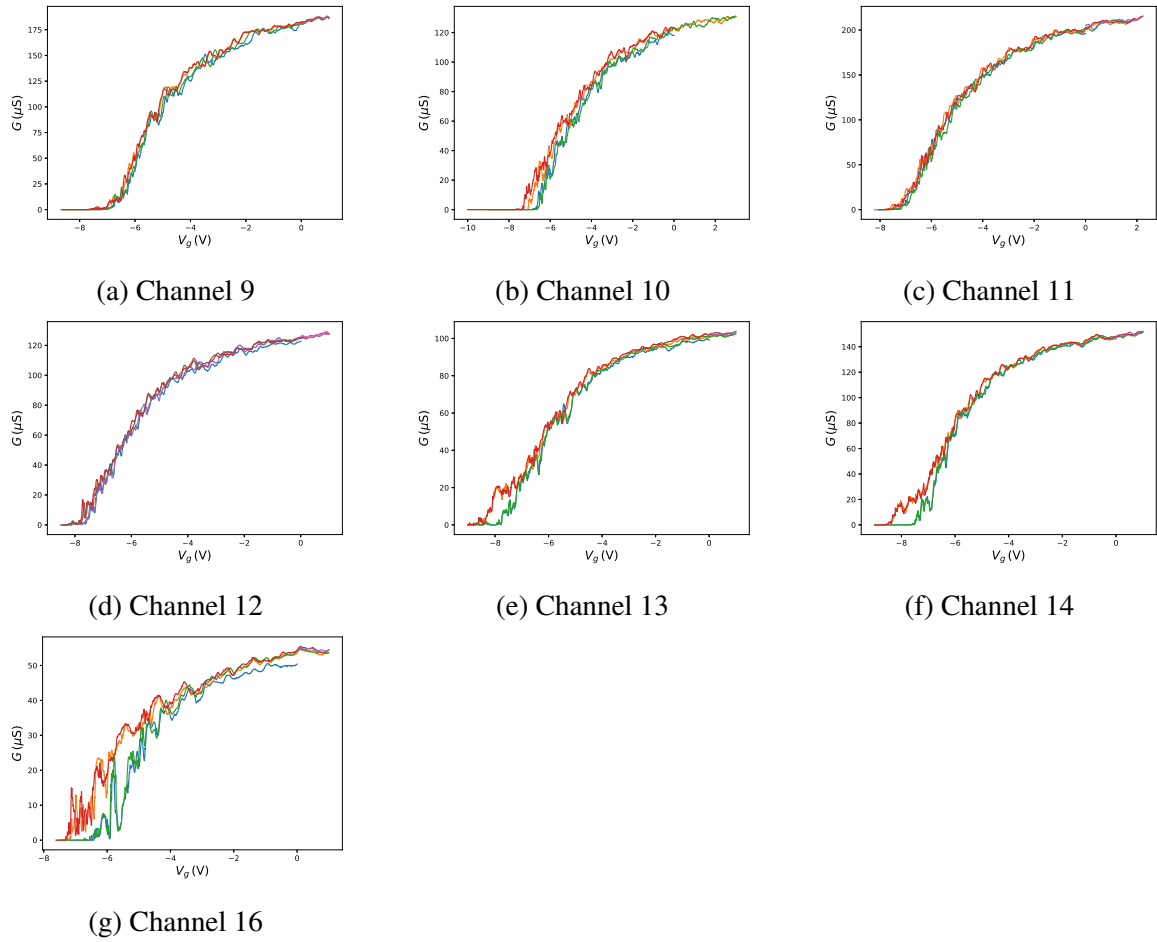 175
150
125
100
75
50
25
0
G (μS)
−8 −6 −4 −2 0
V_g (V)
(a) Channel 9
120
100
80
60
40
20
0
G (μS)
−10 −8 −6 −4 −2 0 2
V_g (V)
(b) Channel 10
200
150
100
50
0
G (μS)
−8 −6 −4 −2 0 2
V_g (V)
(c) Channel 11
120
100
80
60
40
20
0
G (μS)
−8 −6 −4 −2 0
V_g (V)
(d) Channel 12
100
80
60
40
20
0
G (μS)
−8 −6 −4 −2 0
V_g (V)
(e) Channel 13
140
120
100
80
60
40
20
0
G (μS)
−8 −6 −4 −2 0
V_g (V)
(f) Channel 14
50
40
30
20
10
0
G (μS)
−8 −6 −4 −2 0
V_g (V)
(g) Channel 16